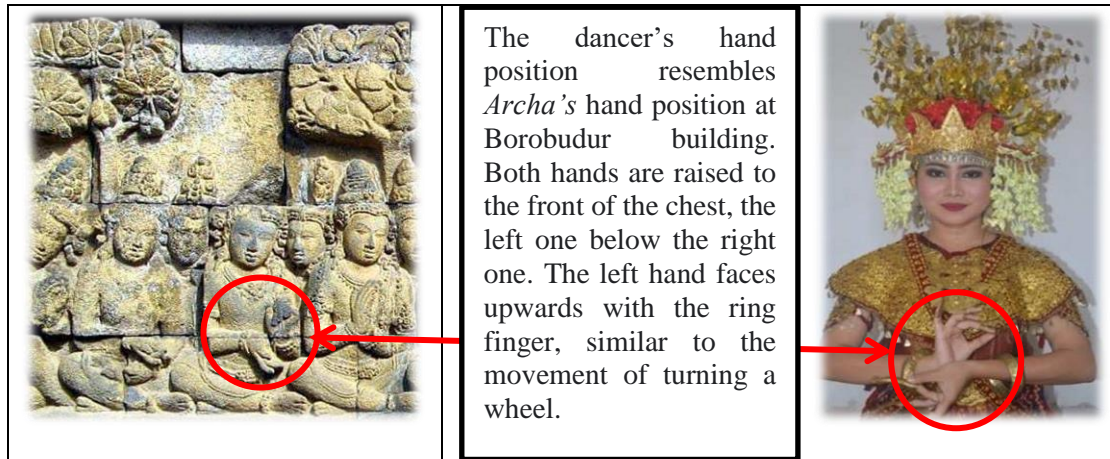 The dancer’s hand
position resembles
Archa’s hand position at
Borobudur building.
Both hands are raised to
the front of the chest, the
left one below the right
one. The left hand faces
upwards with the ring
finger, similar to the
movement of turning a
wheel.